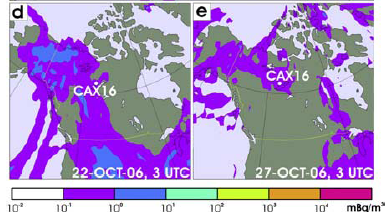 d
e
CAX16
CAX16
22-OCT-06, 3 UTC
27-OCT-06, 3 UTC
10⁻² 10⁻¹ 10⁰ 10¹ 10² 10³ 10⁴ mBq/m³